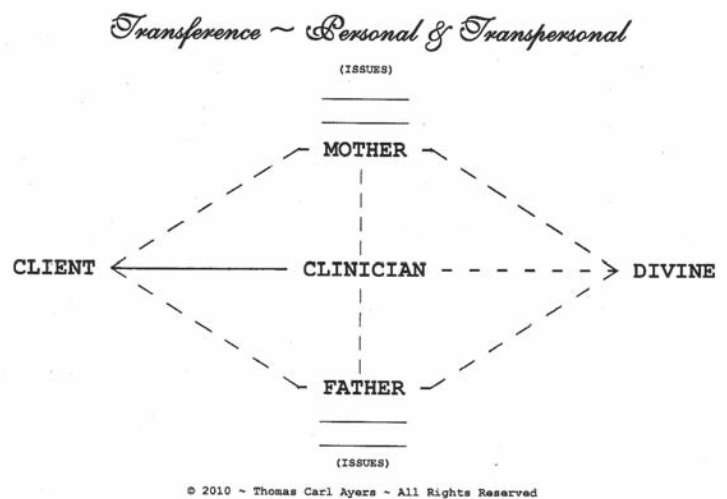 Transference ~ Personal & Transpersonal
(ISSUES)
MOTHER
CLIENT CLINICIAN DIVINE
FATHER
(ISSUES)
© 2010 ~ Thomas Carl Ayers ~ All Rights Reserved